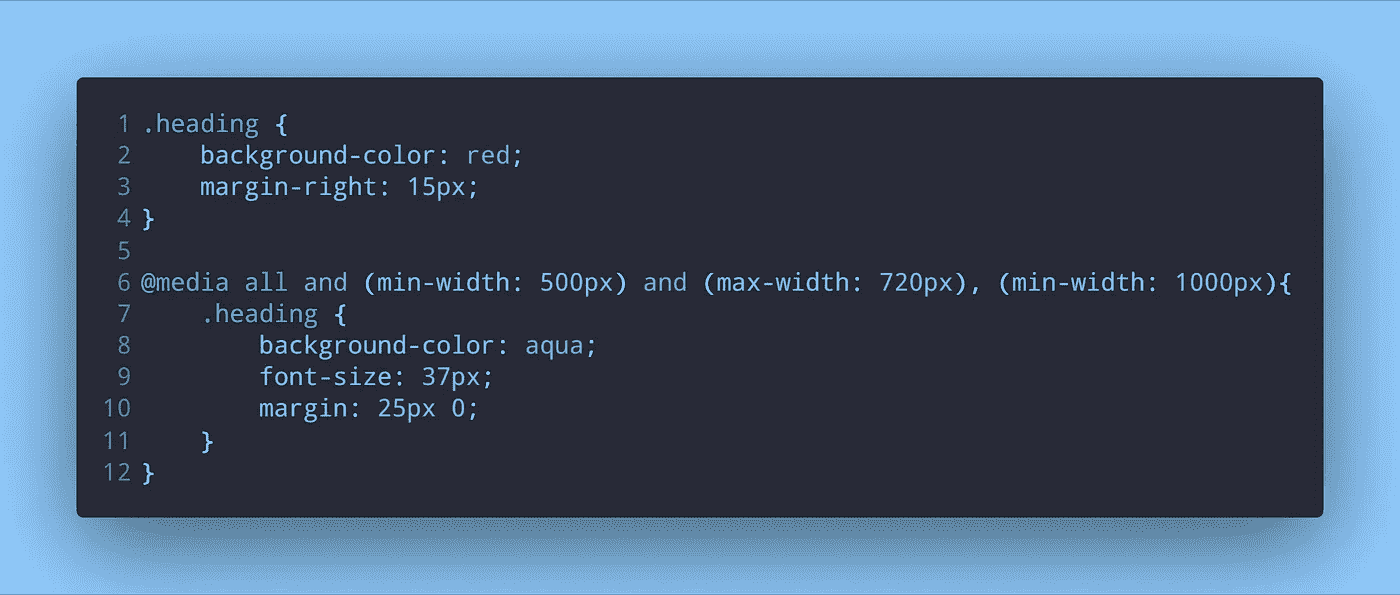 1 .heading {
2     background-color: red;
3     margin-right: 15px;
4 }
5
6 @media all and (min-width: 500px) and (max-width: 720px), (min-width: 1000px){
7     .heading {
8         background-color: aqua;
9         font-size: 37px;
10         margin: 25px 0;
11     }
12 }